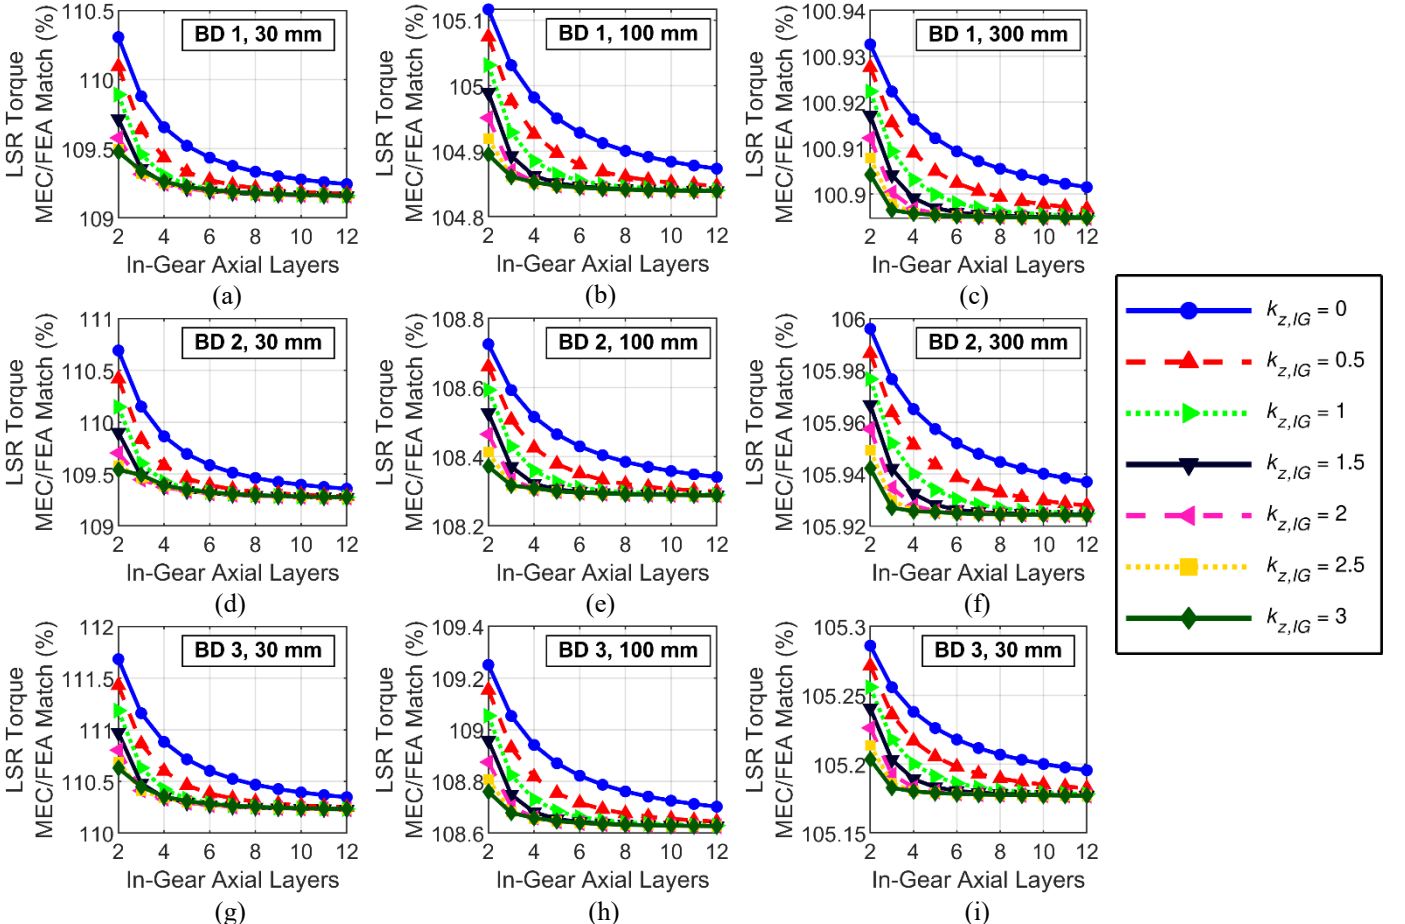 LSR Torque
MEC/FEA Match (%)
110.5
110
109.5
109
BD 1, 30 mm
2 4 6 8 10 12
In-Gear Axial Layers
(a)
LSR Torque
MEC/FEA Match (%)
105.1
105
104.9
104.8
BD 1, 100 mm
2 4 6 8 10 12
In-Gear Axial Layers
(b)
LSR Torque
MEC/FEA Match (%)
100.94
100.93
100.92
100.91
100.9
BD 1, 300 mm
2 4 6 8 10 12
In-Gear Axial Layers
(c)
LSR Torque
MEC/FEA Match (%)
111
110.5
110
109.5
109
BD 2, 30 mm
2 4 6 8 10 12
In-Gear Axial Layers
(d)
LSR Torque
MEC/FEA Match (%)
108.8
108.6
108.4
108.2
BD 2, 100 mm
2 4 6 8 10 12
In-Gear Axial Layers
(e)
LSR Torque
MEC/FEA Match (%)
106
105.98
105.96
105.94
105.92
BD 2, 300 mm
2 4 6 8 10 12
In-Gear Axial Layers
(f)
LSR Torque
MEC/FEA Match (%)
112
111.5
111
110.5
110
BD 3, 30 mm
2 4 6 8 10 12
In-Gear Axial Layers
(g)
LSR Torque
MEC/FEA Match (%)
109.4
109.2
109
108.8
108.6
BD 3, 100 mm
2 4 6 8 10 12
In-Gear Axial Layers
(h)
LSR Torque
MEC/FEA Match (%)
105.3
105.25
105.2
105.15
BD 3, 30 mm
2 4 6 8 10 12
In-Gear Axial Layers
(i)
k z,IG = 0
k z,IG = 0.5
k z,IG = 1
k z,IG = 1.5
k z,IG = 2
k z,IG = 2.5
k z,IG = 3